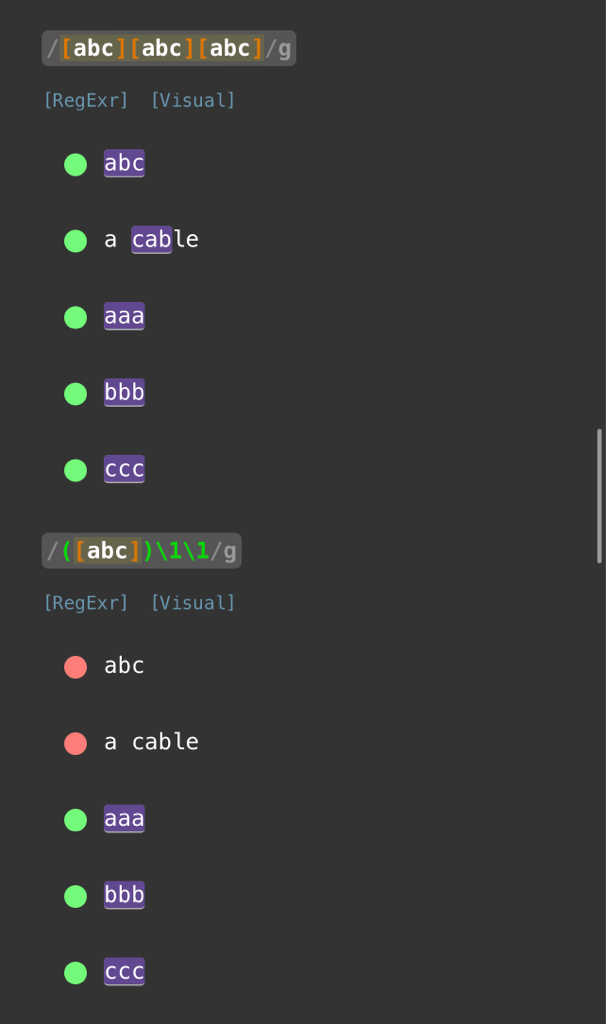 /[abc][abc][abc]/g
[RegExr] [Visual]
abc
a cable
aaa
bbb
ccc
/([abc])\1\1/g
[RegExr] [Visual]
abc
a cable
aaa
bbb
ccc